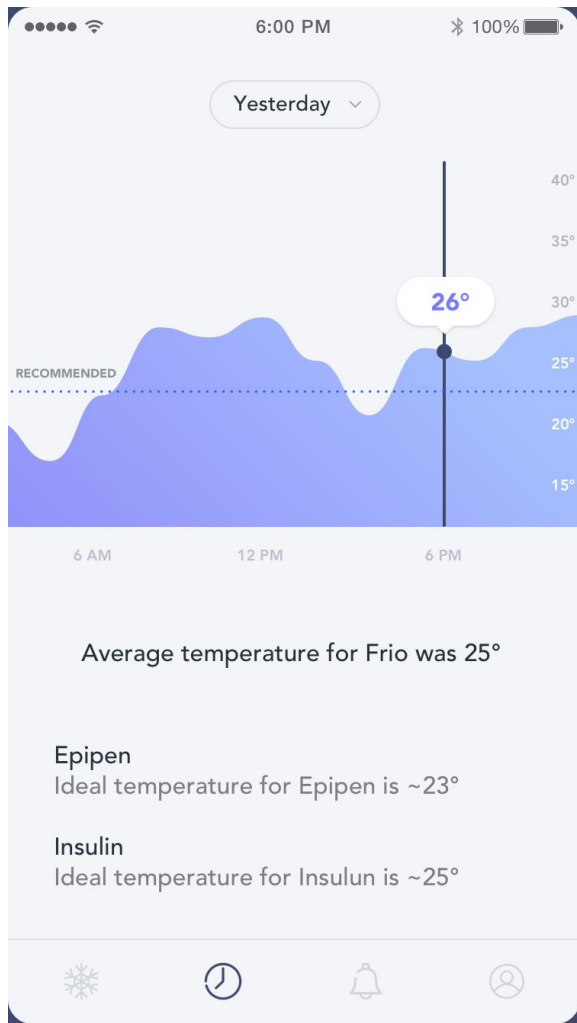 6:00 PM
100%
Yesterday
40°
35°
30°
26°
25°
RECOMMENDED
20°
15°
6 AM
12 PM
6 PM
Average temperature for Frio was 25°
Epipen
Ideal temperature for Epipen is ~23°
Insulin
Ideal temperature for Insulun is ~25°